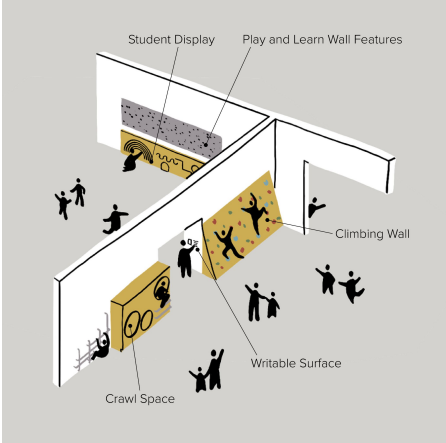 Student Display
Play and Learn Wall Features
Climbing Wall
Writable Surface
Crawl Space